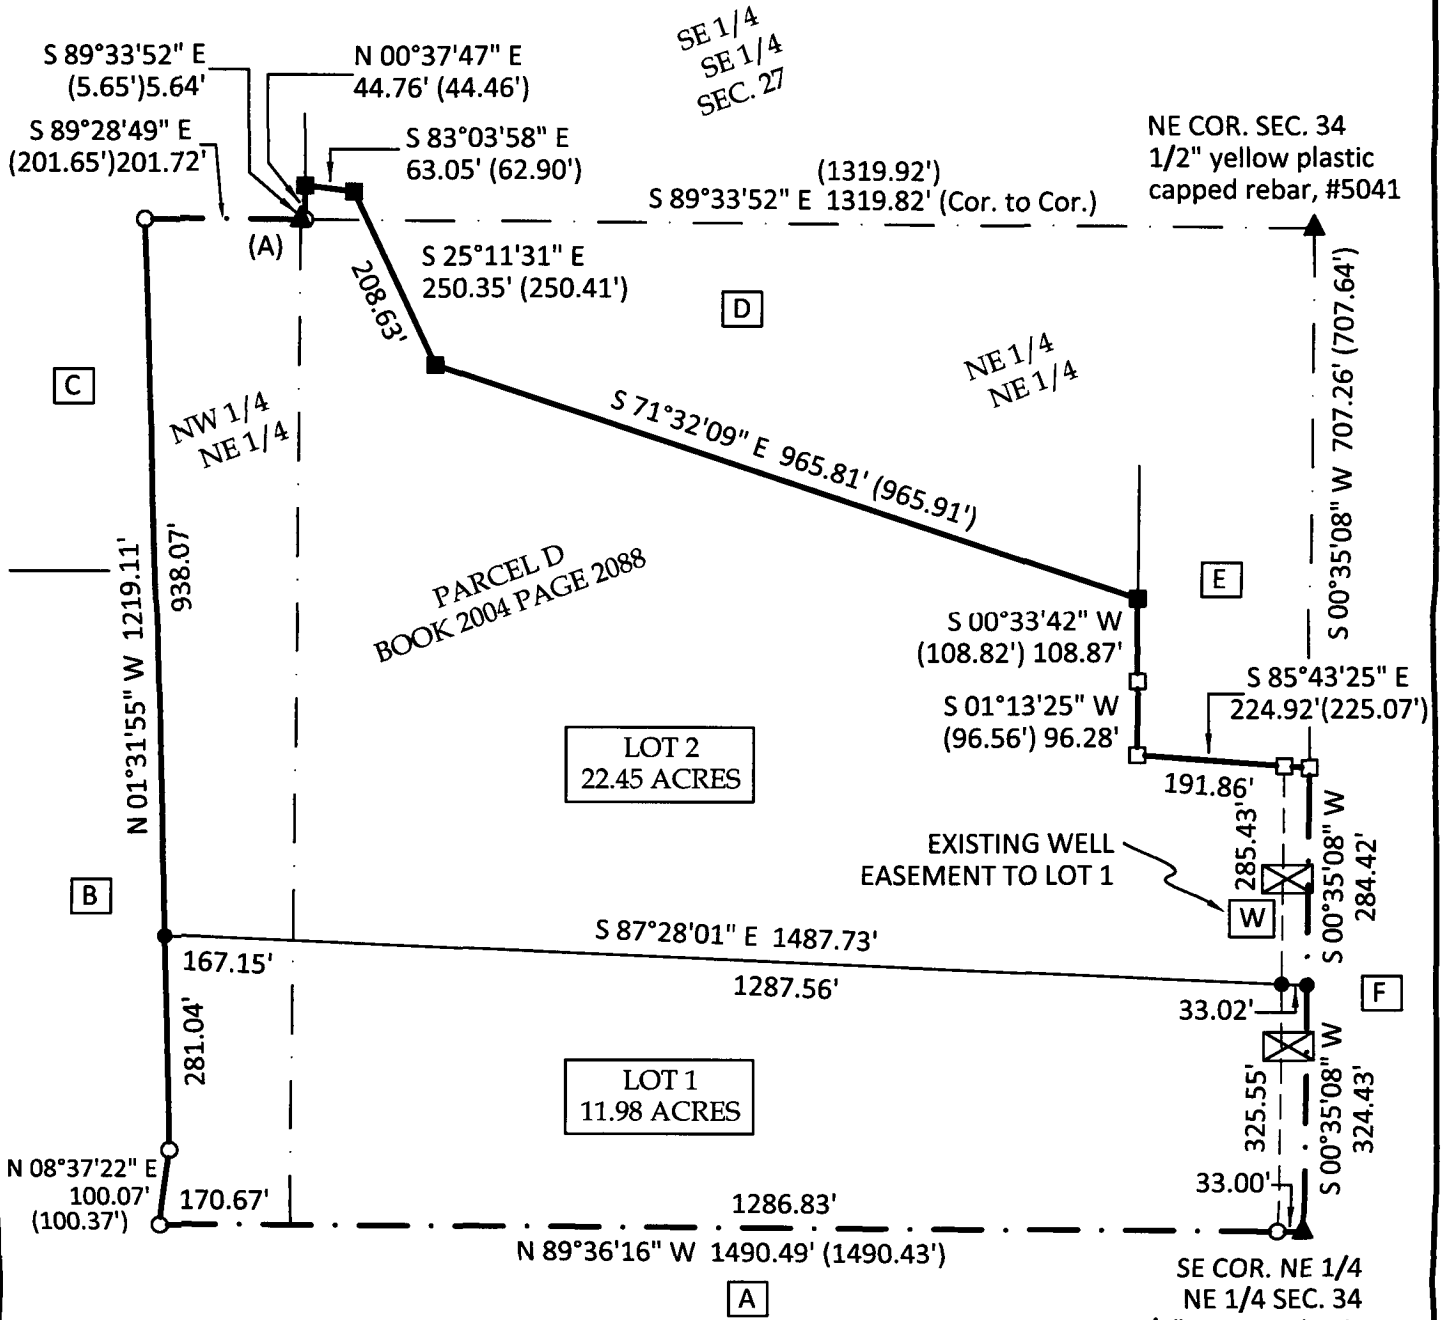 SE 1/4
SE 1/4
SEC. 27
S 89°33'52" E
(5.65')5.64'
N 00°37'47" E
44.76' (44.46')
S 89°28'49" E
(201.65')201.72'
S 83°03'58" E
63.05' (62.90')
NE COR. SEC. 34
1/2" yellow plastic
capped rebar, #5041
(1319.92')
S 89°33'52" E 1319.82' (Cor. to Cor.)
(A)
S 25°11'31" E
250.35' (250.41')
208.63'
D
S 00°35'08" W 707.26' (707.64')
C
NW 1/4
NE 1/4
NE 1/4
NE 1/4
S 71°32'09" E 965.81' (965.91')
N 01°31'55" W 1219.11'
938.07'
PARCEL D
BOOK 2004 PAGE 2088
E
S 00°33'42" W
(108.82') 108.87'
S 01°13'25" W
(96.56') 96.28'
S 85°43'25" E
224.92'(225.07')
191.86'
LOT 2
22.45 ACRES
285.43'
S 00°35'08" W
284.42'
EXISTING WELL
EASEMENT TO LOT 1
W
B
S 87°28'01" E 1487.73'
167.15'
1287.56'
33.02'
F
281.04'
LOT 1
11.98 ACRES
325.55'
S 00°35'08" W
324.43'
N 08°37'22" E
100.07'
(100.37')
170.67'
1286.83'
33.00'
N 89°36'16" W 1490.49' (1490.43')
A
SE COR. NE 1/4
NE 1/4 SEC. 34